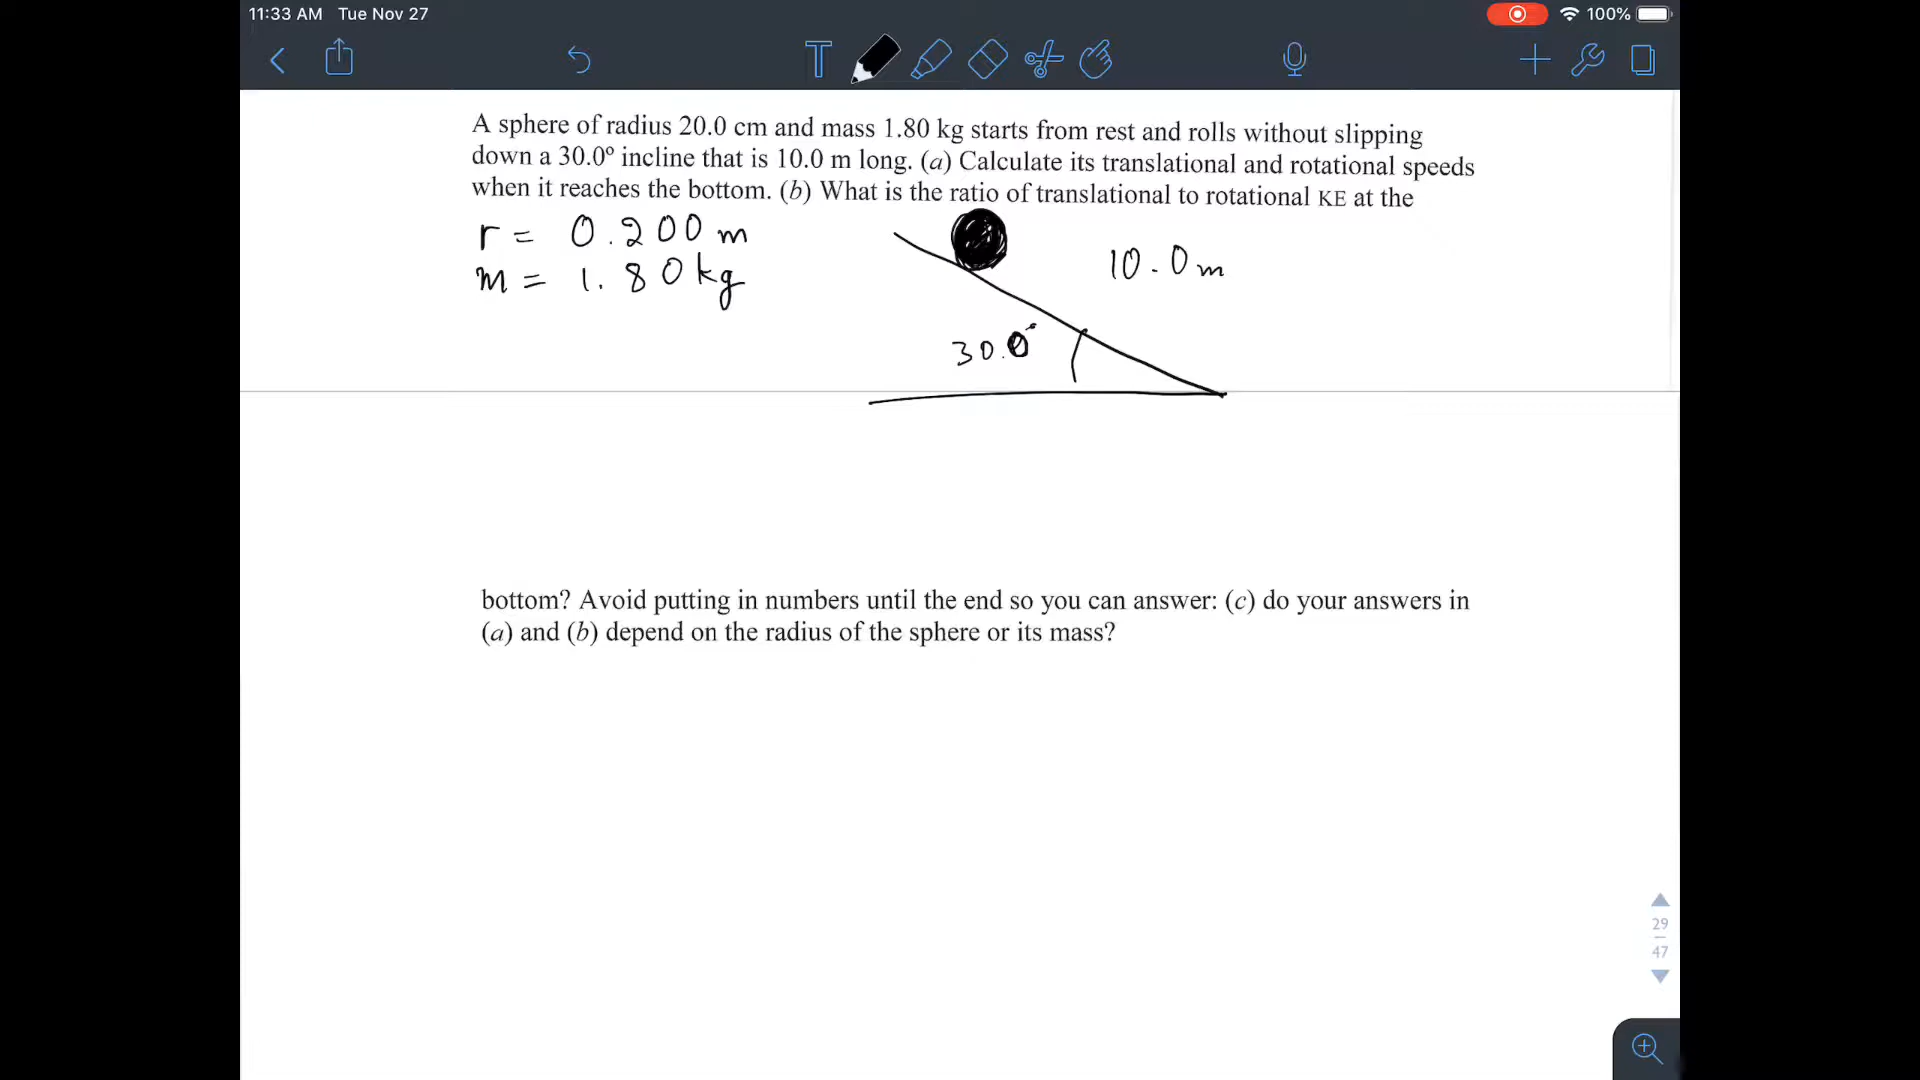 11:33 AM Tue Nov 27
100%
T
A sphere of radius 20.0 cm and mass 1.80 kg starts from rest and rolls without slipping
down a 30.0° incline that is 10.0 m long. (a) Calculate its translational and rotational speeds
when it reaches the bottom. (b) What is the ratio of translational to rotational KE at the
r = 0.200 m
m = 1.80 kg
10.0 m
30.0°
bottom? Avoid putting in numbers until the end so you can answer: (c) do your answers in
(a) and (b) depend on the radius of the sphere or its mass?
29
47